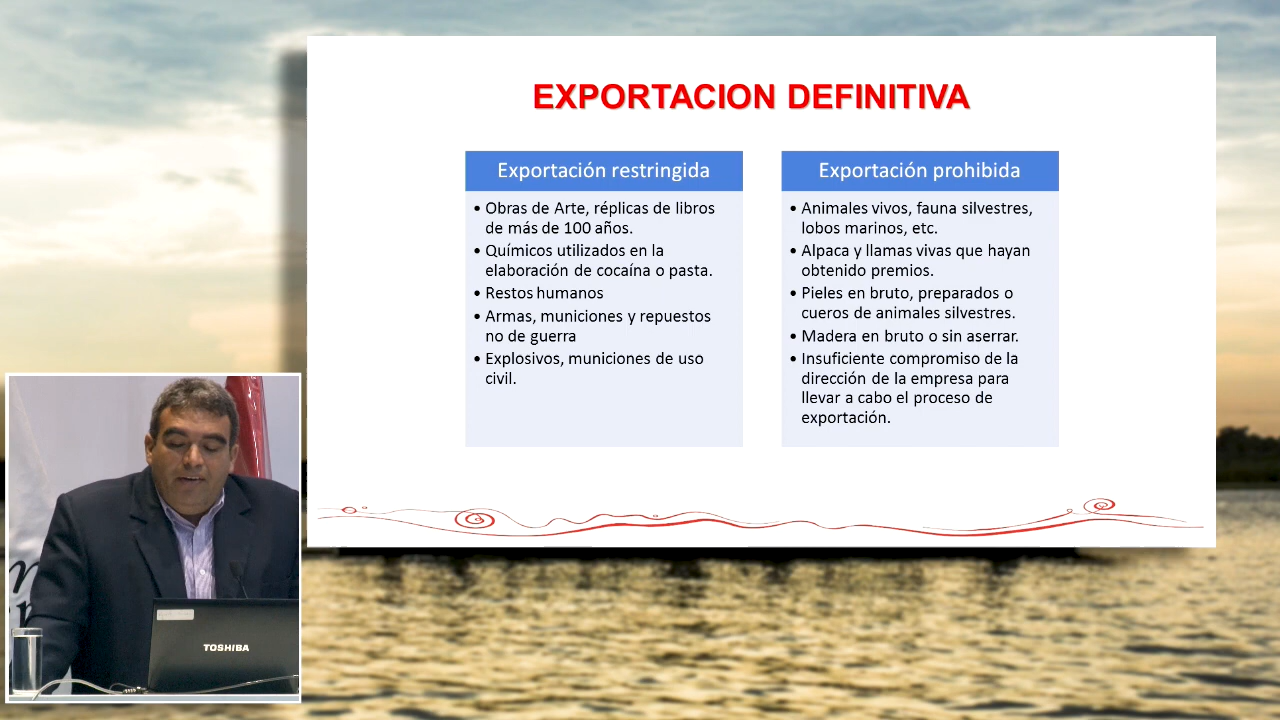 EXPORTACION DEFINITIVA
Exportación restringida
• Obras de Arte, réplicas de libros
de más de 100 años.
• Químicos utilizados en la
elaboración de cocaína o pasta.
• Restos humanos
• Armas, municiones y repuestos
no de guerra
• Explosivos, municiones de uso
civil.
Exportación prohibida
• Animales vivos, fauna silvestres,
lobos marinos, etc.
• Alpaca y llamas vivas que hayan
obtenido premios.
• Pieles en bruto, preparados o
cueros de animales silvestres.
• Madera en bruto o sin aserrar.
• Insuficiente compromiso de la
dirección de la empresa para
llevar a cabo el proceso de
exportación.
TOSHIBA